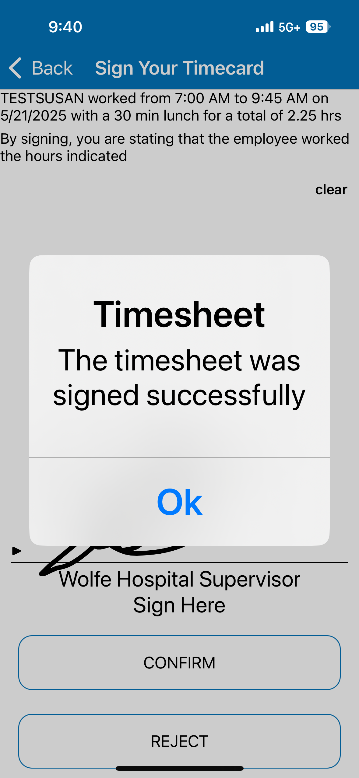 9:40
5G+ 95
Back Sign Your Timecard
TESTSUSAN worked from 7:00 AM to 9:45 AM on
5/21/2025 with a 30 min lunch for a total of 2.25 hrs
By signing, you are stating that the employee worked
the hours indicated
clear
Timesheet
The timesheet was
signed successfully
Ok
Wolfe Hospital Supervisor
Sign Here
CONFIRM
REJECT